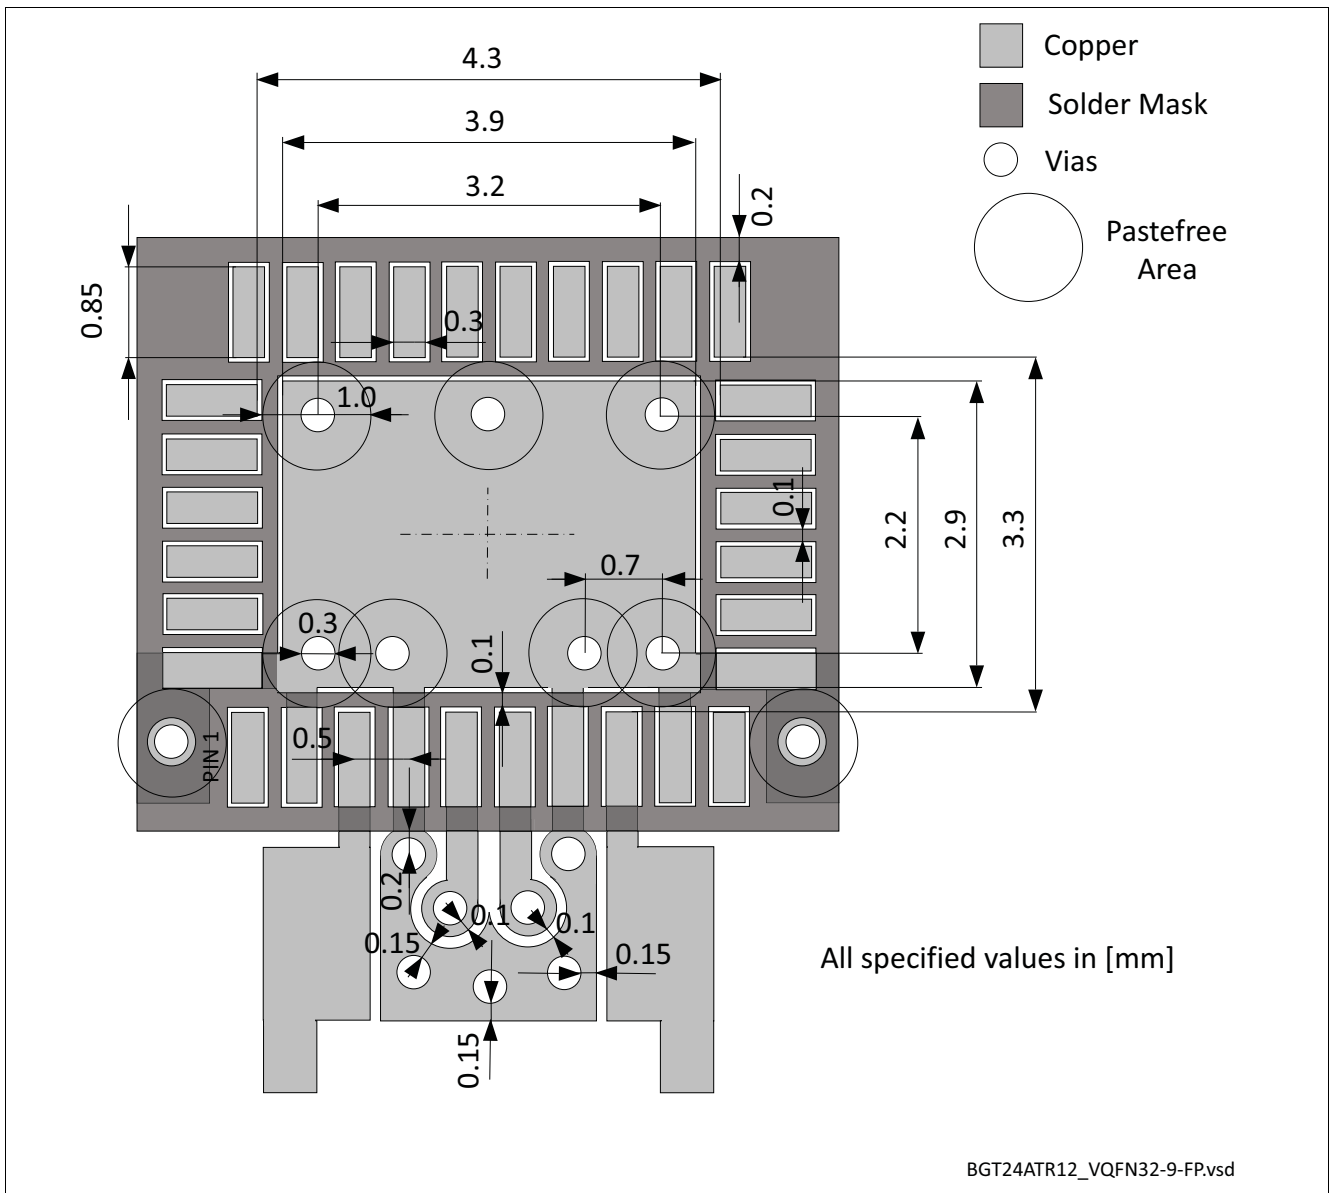 Copper
4.3
Solder Mask
3.9
Vias
3.2
0.2
Pastefree
Area
0.85
0.3
1.0
0.1
2.2
2.9
3.3
0.7
0.3
0.1
0.5
PIN 1
0.2
0.1
0.1
0.15
0.15
All specified values in [mm]
0.15
BGT24ATR12_VQFN32-9-FP.vsd